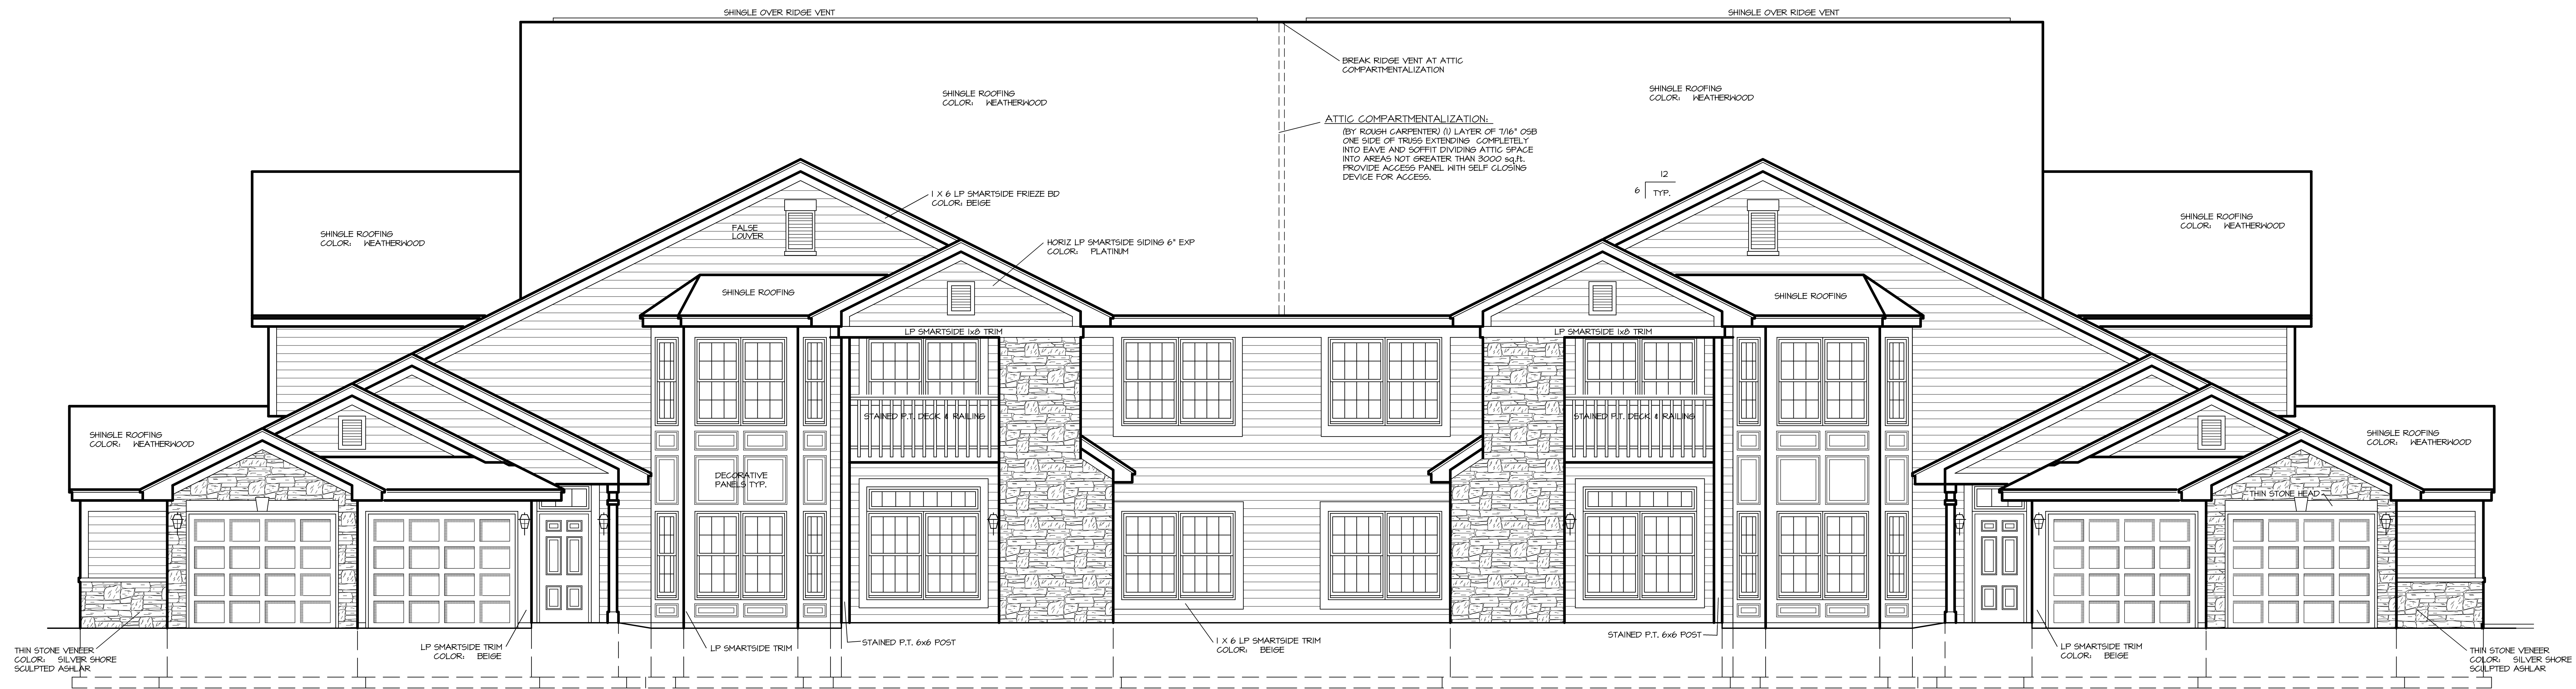 SHINGLE OVER RIDGE VENT
SHINGLE OVER RIDGE VENT
BREAK RIDGE VENT AT ATTIC
COMPARTMENTALIZATION
SHINGLE ROOFING
COLOR: WEATHERWOOD
SHINGLE ROOFING
COLOR: WEATHERWOOD
ATTIC COMPARTMENTALIZATION:
(BY ROUGH CARPENTER) (1) LAYER OF 7/16" OSB
ONE SIDE OF TRUSS EXTENDING COMPLETELY
INTO EAVE AND SOFFIT DIVIDING ATTIC SPACE
INTO AREAS NOT GREATER THAN 3000 sq.ft.
PROVIDE ACCESS PANEL WITH SELF CLOSING
DEVICE FOR ACCESS.
12
6 TYP.
1 X 6 LP SMARTSIDE FRIEZE BD
COLOR: BEIGE
FALSE
LOUVER
SHINGLE ROOFING
COLOR: WEATHERWOOD
SHINGLE ROOFING
COLOR: WEATHERWOOD
HORIZ LP SMARTSIDE SIDING 6" EXP
COLOR: PLATINUM
SHINGLE ROOFING
SHINGLE ROOFING
LP SMARTSIDE 1x8 TRIM
LP SMARTSIDE 1x8 TRIM
STAINED P.T. DECK & RAILING
STAINED P.T. DECK & RAILING
SHINGLE ROOFING
COLOR: WEATHERWOOD
SHINGLE ROOFING
COLOR: WEATHERWOOD
DECORATIVE
PANELS TYP.
THIN STONE HEAD
THIN STONE VENEER
COLOR: SILVER SHORE
SCULPTED ASHLAR
LP SMARTSIDE TRIM
COLOR: BEIGE
LP SMARTSIDE TRIM
STAINED P.T. 6x6 POST
1 X 6 LP SMARTSIDE TRIM
COLOR: BEIGE
STAINED P.T. 6x6 POST
LP SMARTSIDE TRIM
COLOR: BEIGE
THIN STONE VENEER
COLOR: SILVER SHORE
SCULPTED ASHLAR